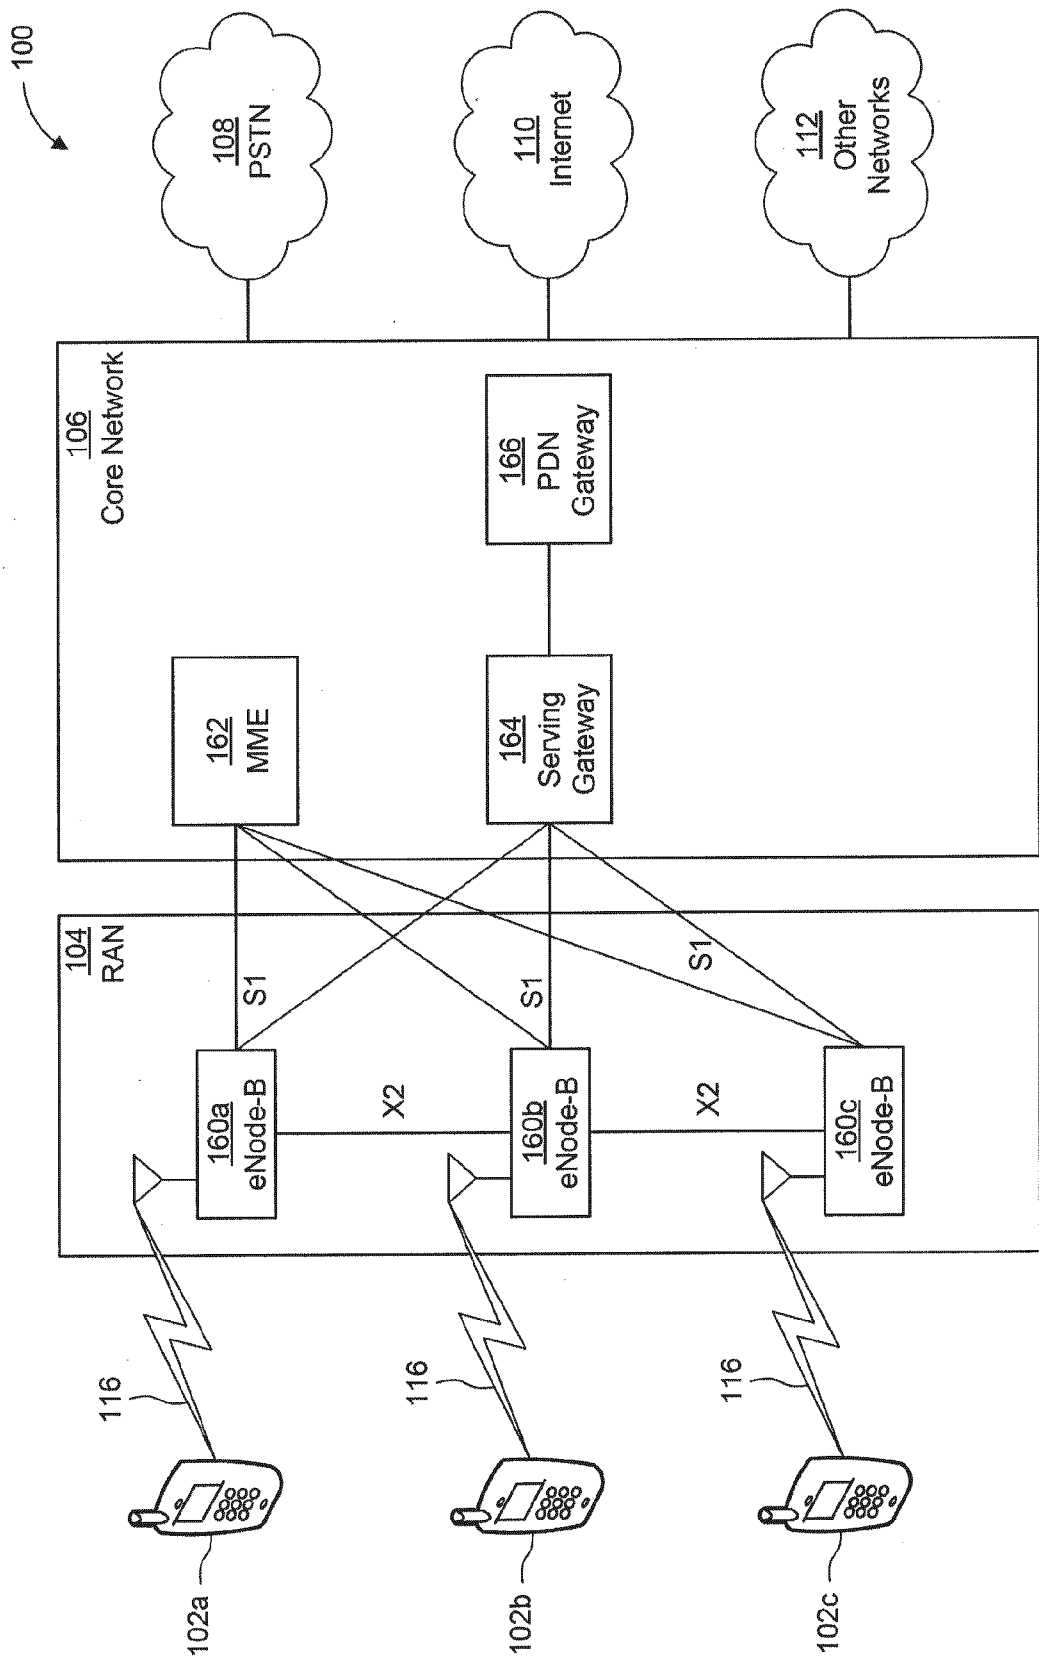 100
102a
116
104
RAN
160a
eNode-B
S1
X2
162
MME
106
Core Network
108
PSTN
102b
116
160b
eNode-B
S1
X2
164
Serving
Gateway
166
PDN
Gateway
110
Internet
102c
116
160c
eNode-B
S1
112
Other
Networks